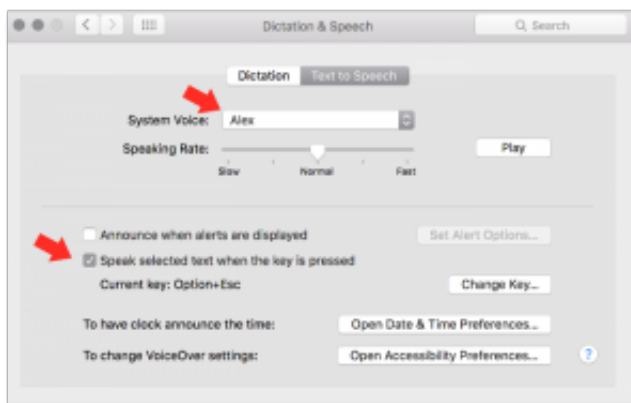 Dictation & Speech
Search
Dictation Text to Speech
System Voice: Alex
Speaking Rate: Play
Slow Normal Fast
Announce when alerts are displayed Set Alert Options...
Speak selected text when the key is pressed
Current key: Option+Esc Change Key...
To have clock announce the time: Open Date & Time Preferences...
To change VoiceOver settings: Open Accessibility Preferences... ?